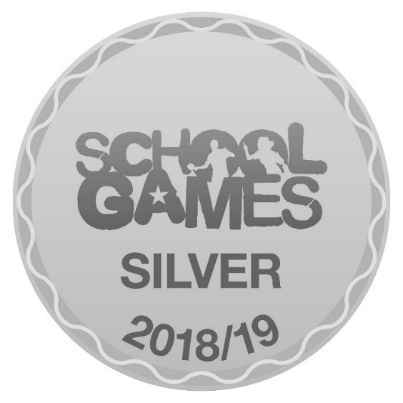 SCHOOL
GAMES
SILVER
2018/19